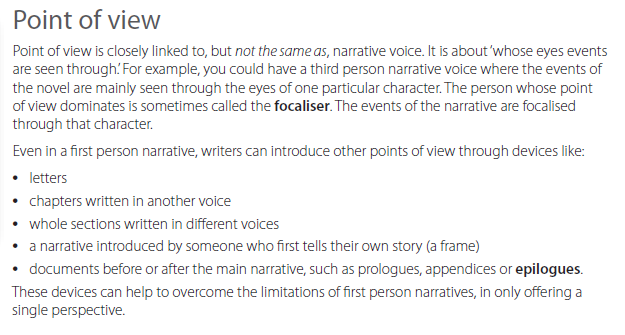 Point of view
Point of view is closely linked to, but not the same as, narrative voice. It is about ‘whose eyes events
are seen through.’ For example, you could have a third person narrative voice where the events of
the novel are mainly seen through the eyes of one particular character. The person whose point
of view dominates is sometimes called the focaliser. The events of the narrative are focalised
through that character.
Even in a first person narrative, writers can introduce other points of view through devices like:
• letters
• chapters written in another voice
• whole sections written in different voices
• a narrative introduced by someone who first tells their own story (a frame)
• documents before or after the main narrative, such as prologues, appendices or epilogues.
These devices can help to overcome the limitations of first person narratives, in only offering a
single perspective.